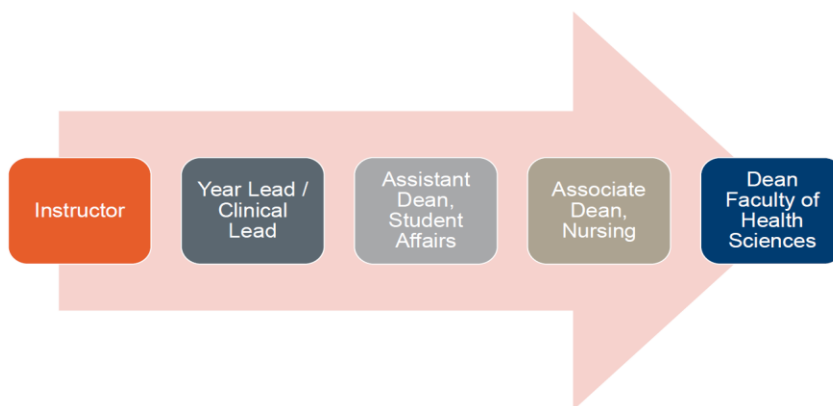 Instructor
Year Lead /
Clinical
Lead
Assistant
Dean,
Student
Affairs
Associate
Dean,
Nursing
Dean
Faculty of
Health
Sciences